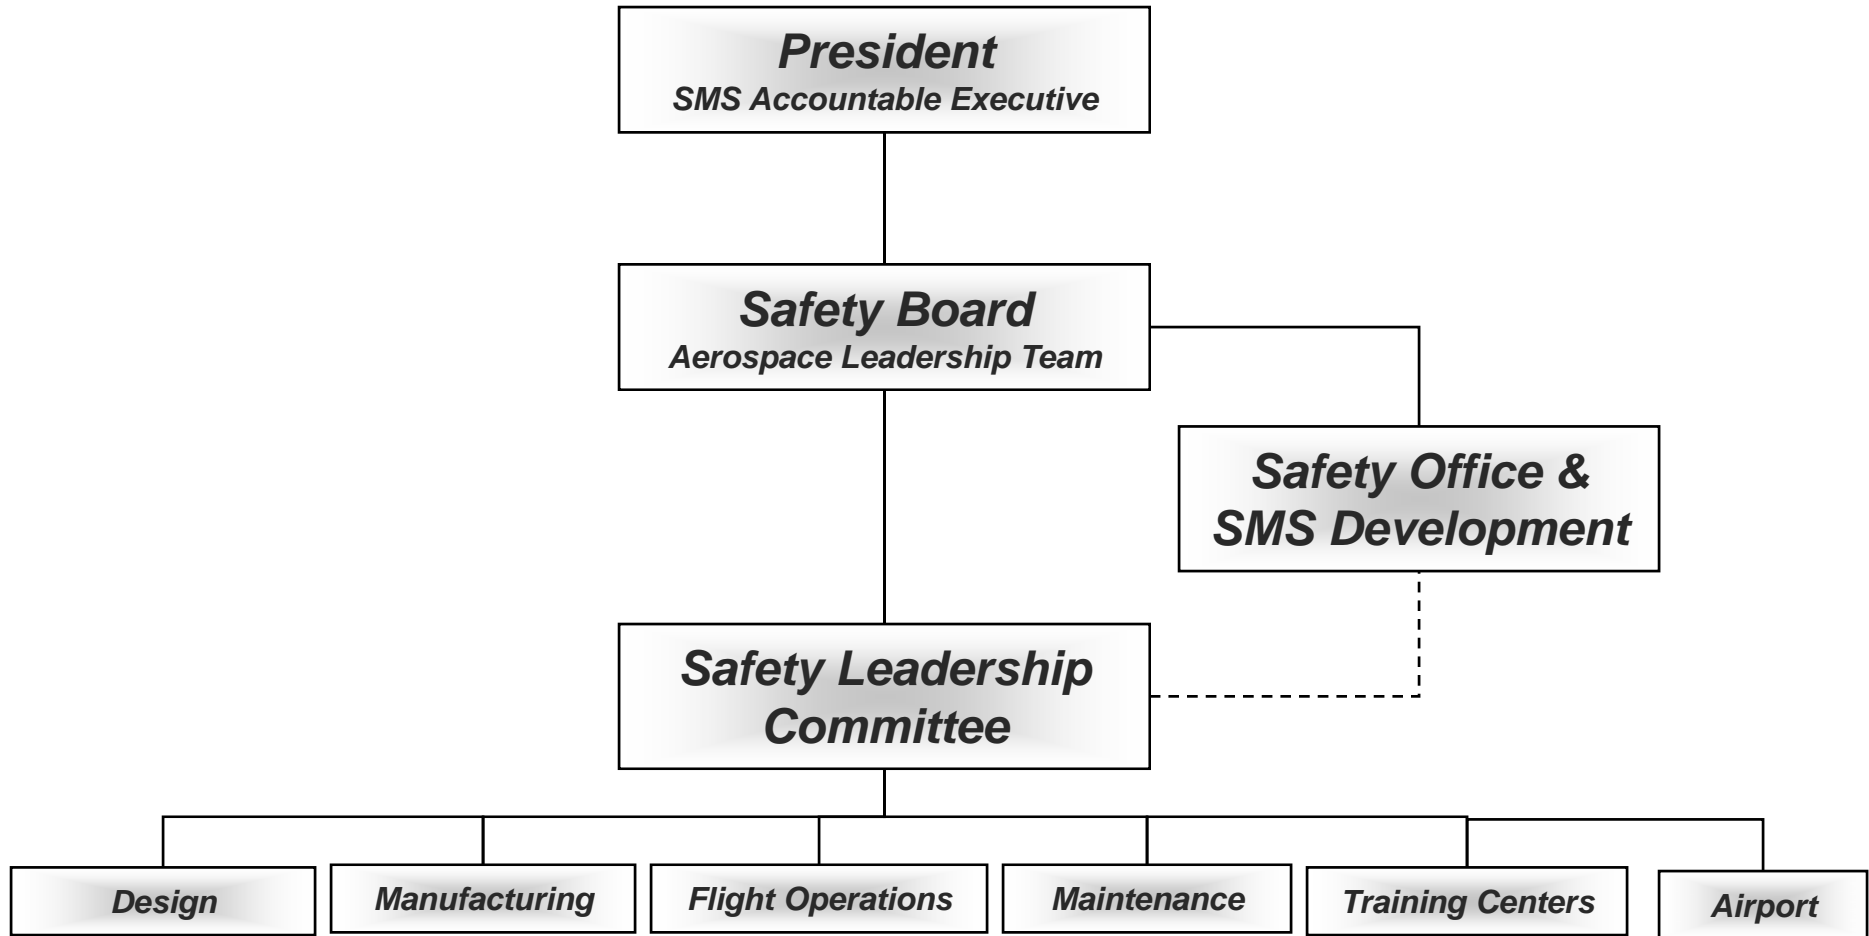 President
SMS Accountable Executive
Safety Board
Aerospace Leadership Team
Safety Office &
SMS Development
Safety Leadership
Committee
Design
Manufacturing
Flight Operations
Maintenance
Training Centers
Airport